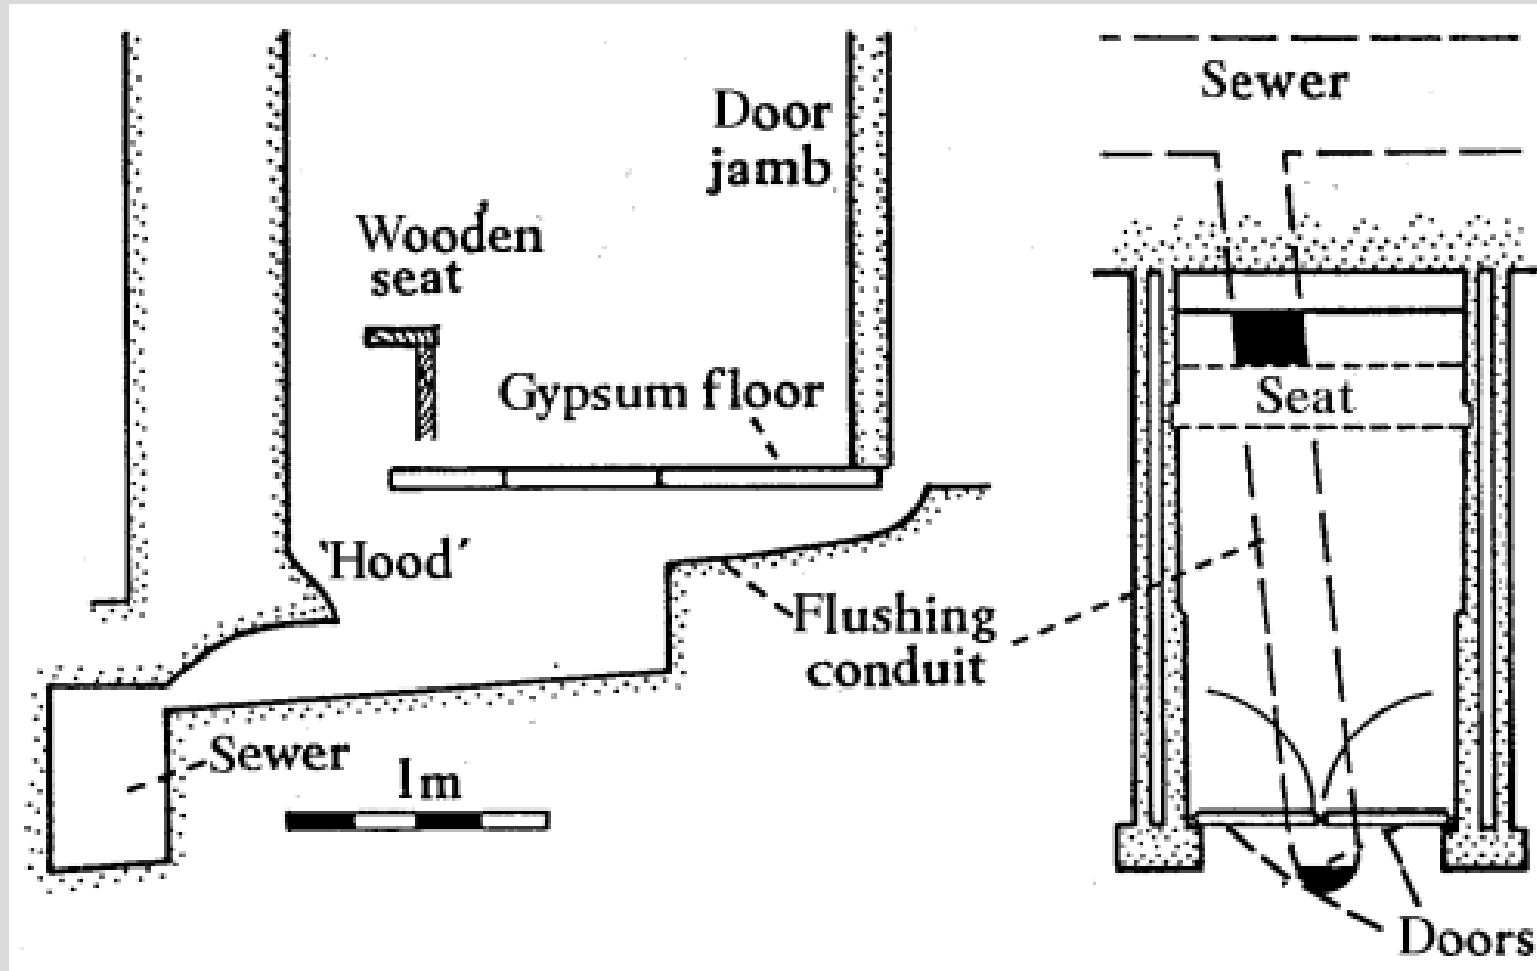 Door
jamb
Wooden
seat
Gypsum floor
'Hood'
Flushing
conduit
Sewer
1m
Sewer
Seat
Doors